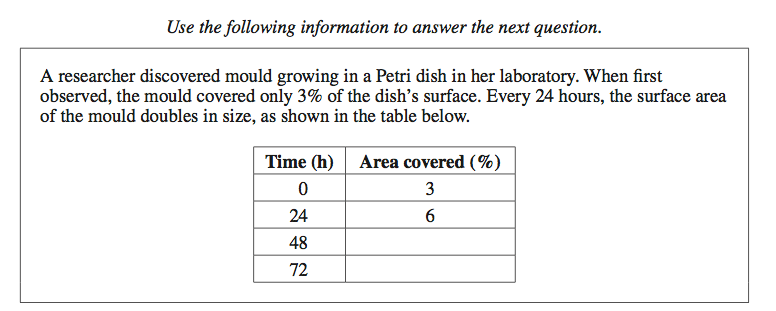 Use the following information to answer the next question.
A researcher discovered mould growing in a Petri dish in her laboratory. When first
observed, the mould covered only 3% of the dish’s surface. Every 24 hours, the surface area
of the mould doubles in size, as shown in the table below.
Time (h) Area covered (%)
0 3
24 6
48
72